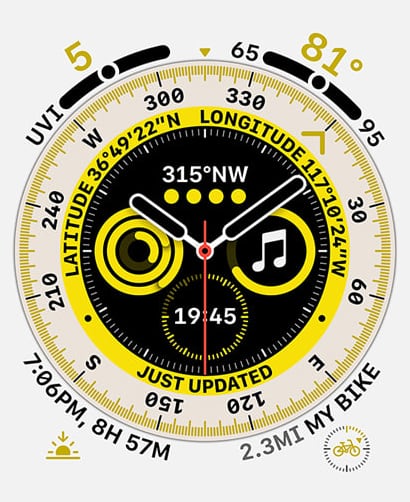 5
UVI
65
81°
95
300
330
30
60
E
120
150
S
210
240
W
LATITUDE 36°49'22"N
LONGITUDE 117°10'24"W
315°NW
19:45
JUST UPDATED
7:06PM, 8H 57M
2.3MI MY BIKE